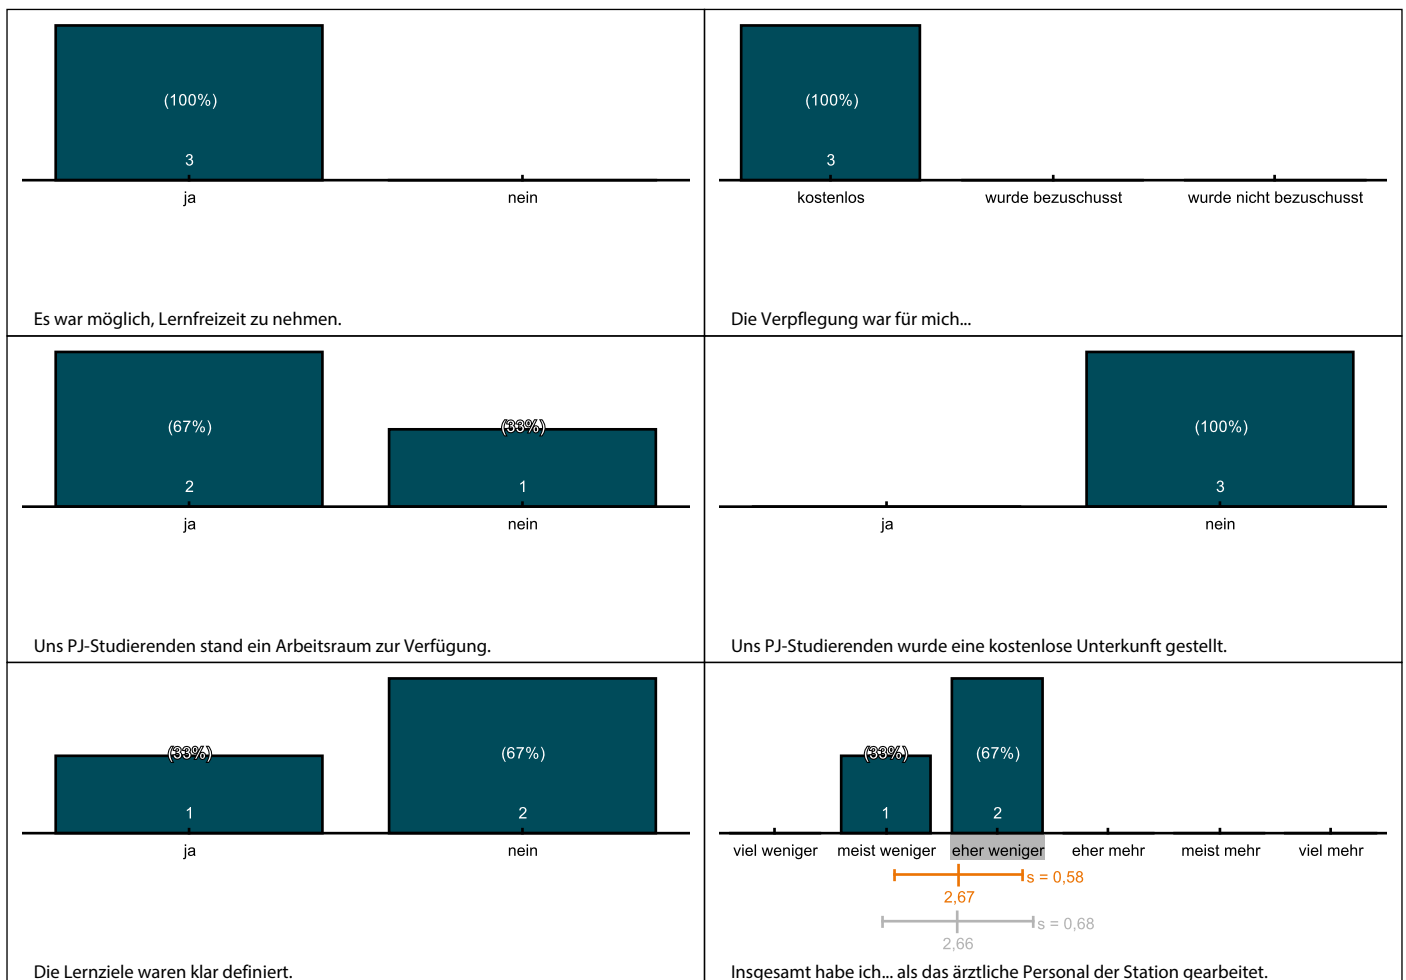 (100%)
3
ja nein
Es war möglich, Lernfreizeit zu nehmen.
(100%)
3
kostenlos wurde bezuschusst wurde nicht bezuschusst
Die Verpflegung war für mich...
(67%) (33%)
2 1
ja nein
Uns PJ-Studierenden stand ein Arbeitsraum zur Verfügung.
(100%)
3
ja nein
Uns PJ-Studierenden wurde eine kostenlose Unterkunft gestellt.
(33%) (67%)
1 2
ja nein
Die Lernziele waren klar definiert.
(33%) (67%)
1 2
viel weniger meist weniger eher weniger eher mehr meist mehr viel mehr
s = 0,58
2,67
s = 0,68
2,66
Insgesamt habe ich... als das ärztliche Personal der Station gearbeitet.